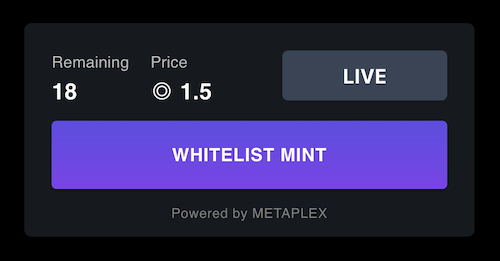 Remaining Price
18 1.5 LIVE
WHITELIST MINT
Powered by METAPLEX